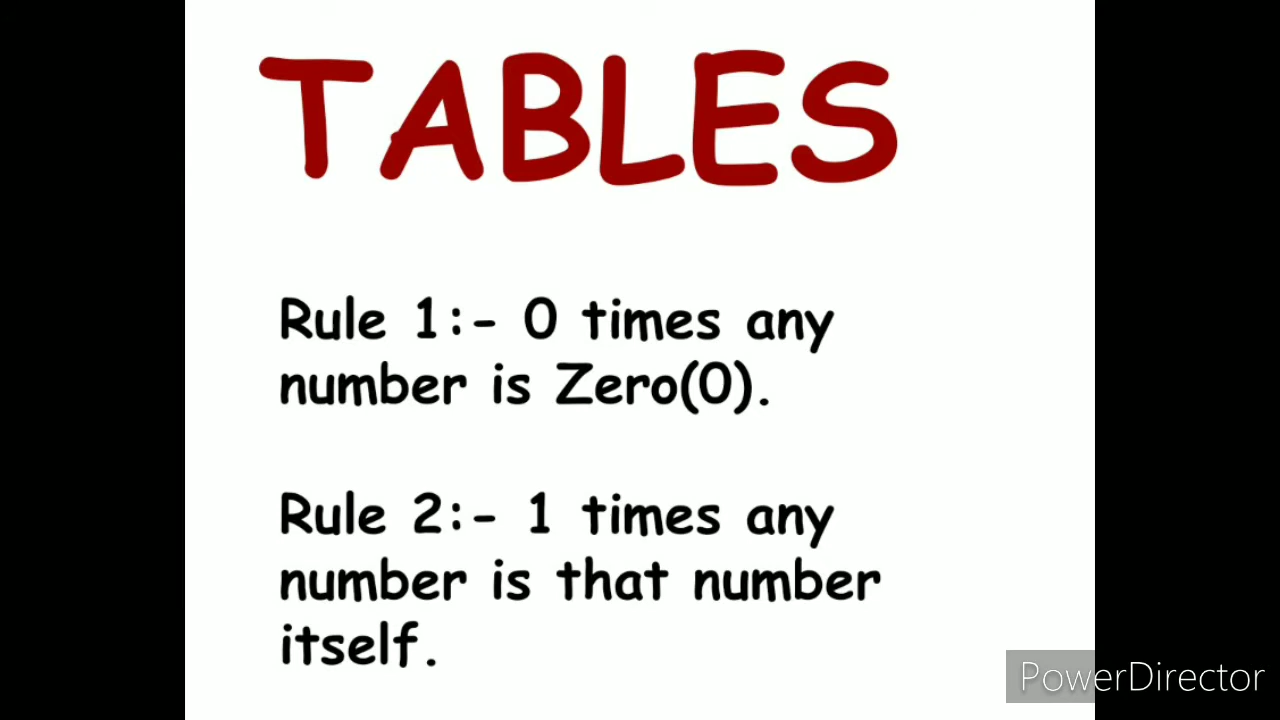 TABLES
Rule 1:- 0 times any
number is Zero(0).
Rule 2:- 1 times any
number is that number
itself.
PowerDirector